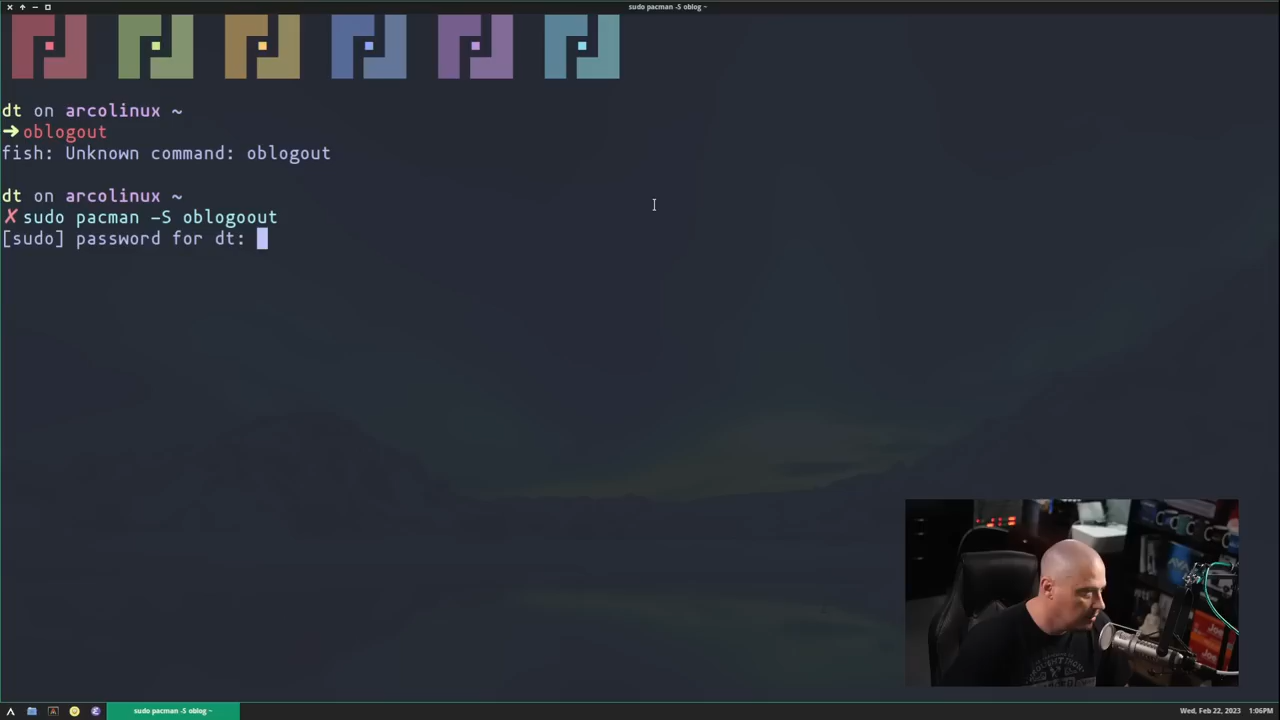 sudo pacman -S oblog ~
dt on arcolinux ~
➜ oblogout
fish: Unknown command: oblogout
dt on arcolinux ~
✗ sudo pacman -S oblogoout
[sudo] password for dt:
sudo pacman -S oblog ~
Wed, Feb 22, 2023 1:06PM